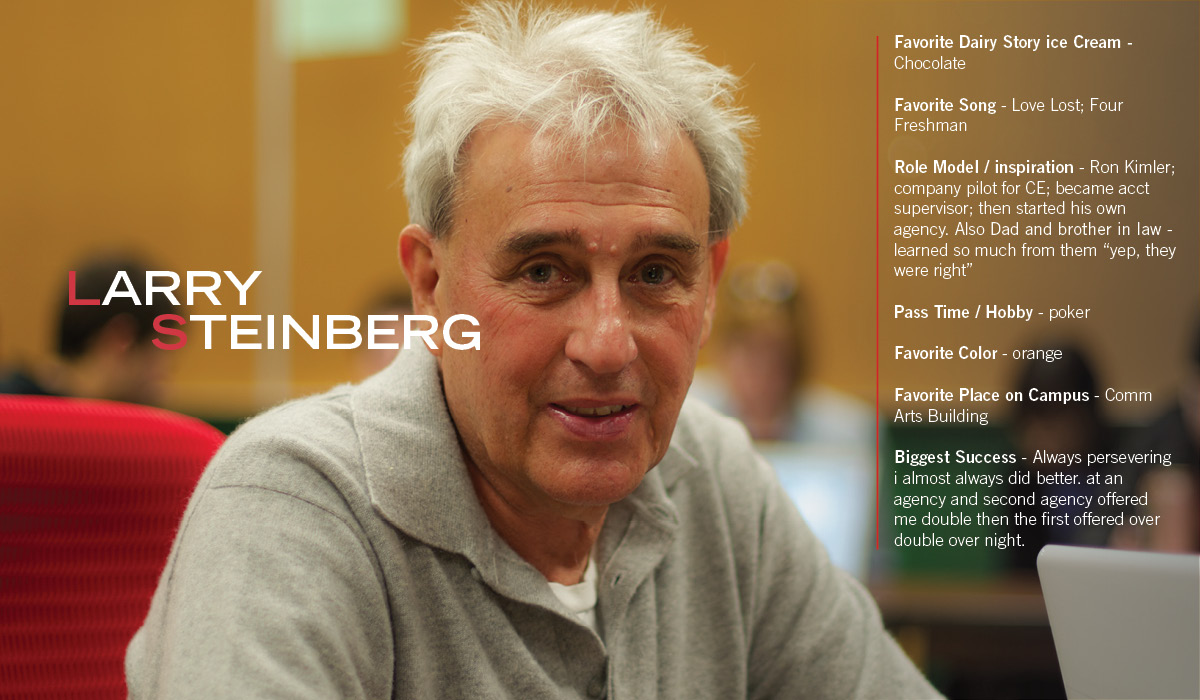 LARRY
STEINBERG
Favorite Dairy Story ice Cream -
Chocolate
Favorite Song - Love Lost; Four
Freshman
Role Model / inspiration - Ron Kimler;
company pilot for CE; became acct
supervisor; then started his own
agency. Also Dad and brother in law -
learned so much from them “yep, they
were right”
Pass Time / Hobby - poker
Favorite Color - orange
Favorite Place on Campus - Comm
Arts Building
Biggest Success - Always persevering
i almost always did better. at an
agency and second agency offered
me double then the first offered over
double over night.